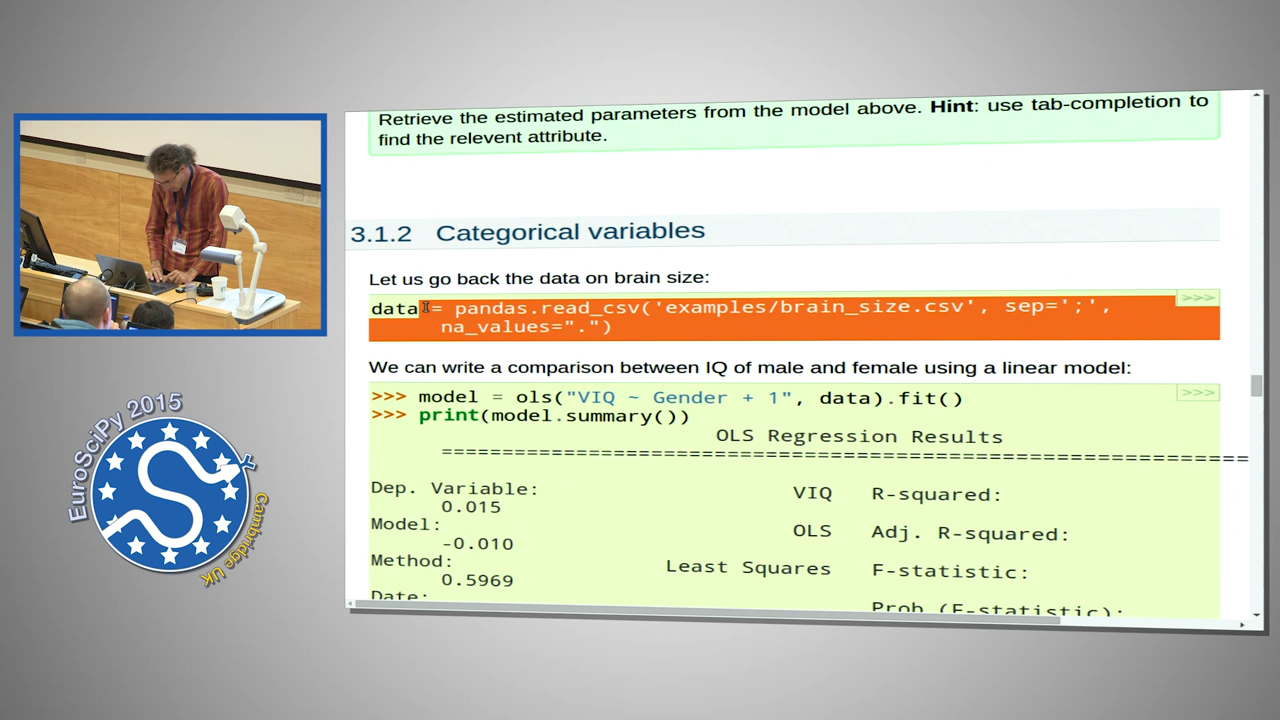 Retrieve the estimated parameters from the model above. Hint: use tab-completion to
find the relevent attribute.
3.1.2 Categorical variables
Let us go back the data on brain size:
data = pandas.read_csv('examples/brain_size.csv', sep=';',
na_values=".")
>>>
We can write a comparison between IQ of male and female using a linear model:
>>> model = ols("VIQ ~ Gender + 1", data).fit()
>>> print(model.summary())
>>>
OLS Regression Results
==========================================================================
Dep. Variable: VIQ R-squared:
0.015
Model: OLS Adj. R-squared:
-0.010
Method: Least Squares F-statistic:
0.5969
Date: Prob (F-statistic):
EuroSciPy 2015
Cambridge UK